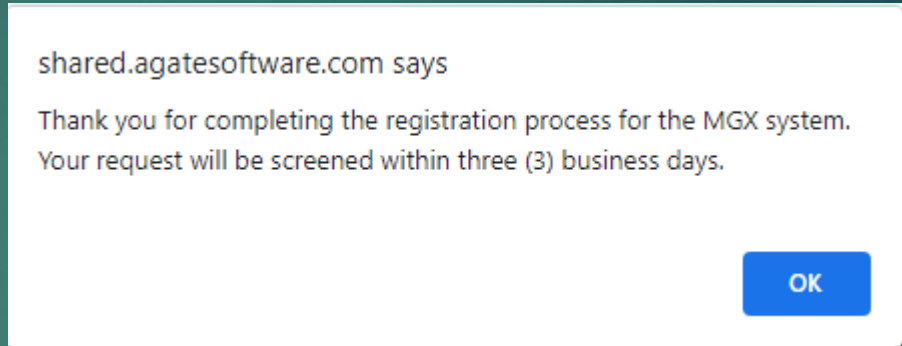 shared.agatesoftware.com says
Thank you for completing the registration process for the MGX system.
Your request will be screened within three (3) business days.
OK